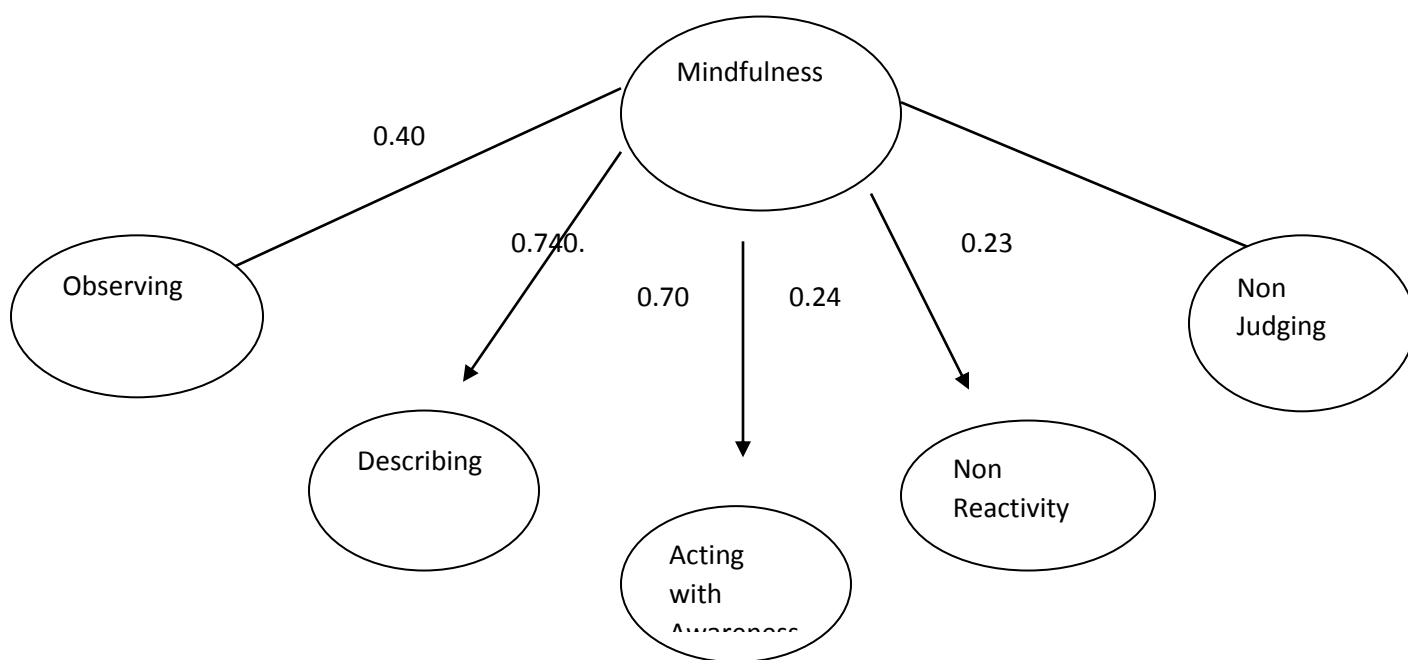 Mindfulness
0.40
0.740.
0.23
Observing
0.70
0.24
Non
Judging
Describing
Non
Reactivity
Acting
with
Awareness